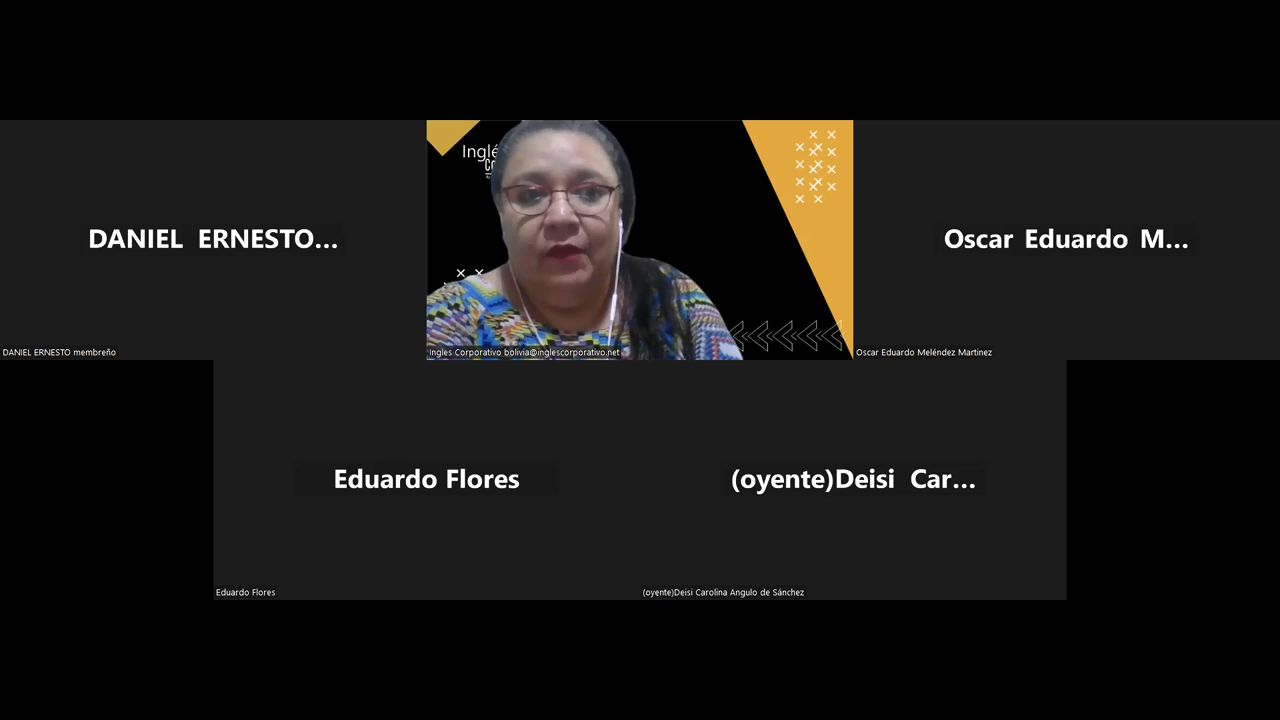 DANIEL ERNESTO...
Inglé
Oscar Eduardo M...
DANIEL ERNESTO membreño
Ingles Corporativo bolivia@inglescorporativo.net
Oscar Eduardo Meléndez Martinez
Eduardo Flores
(oyente)Deisi Car...
Eduardo Flores
(oyente)Deisi Carolina Angulo de Sánchez